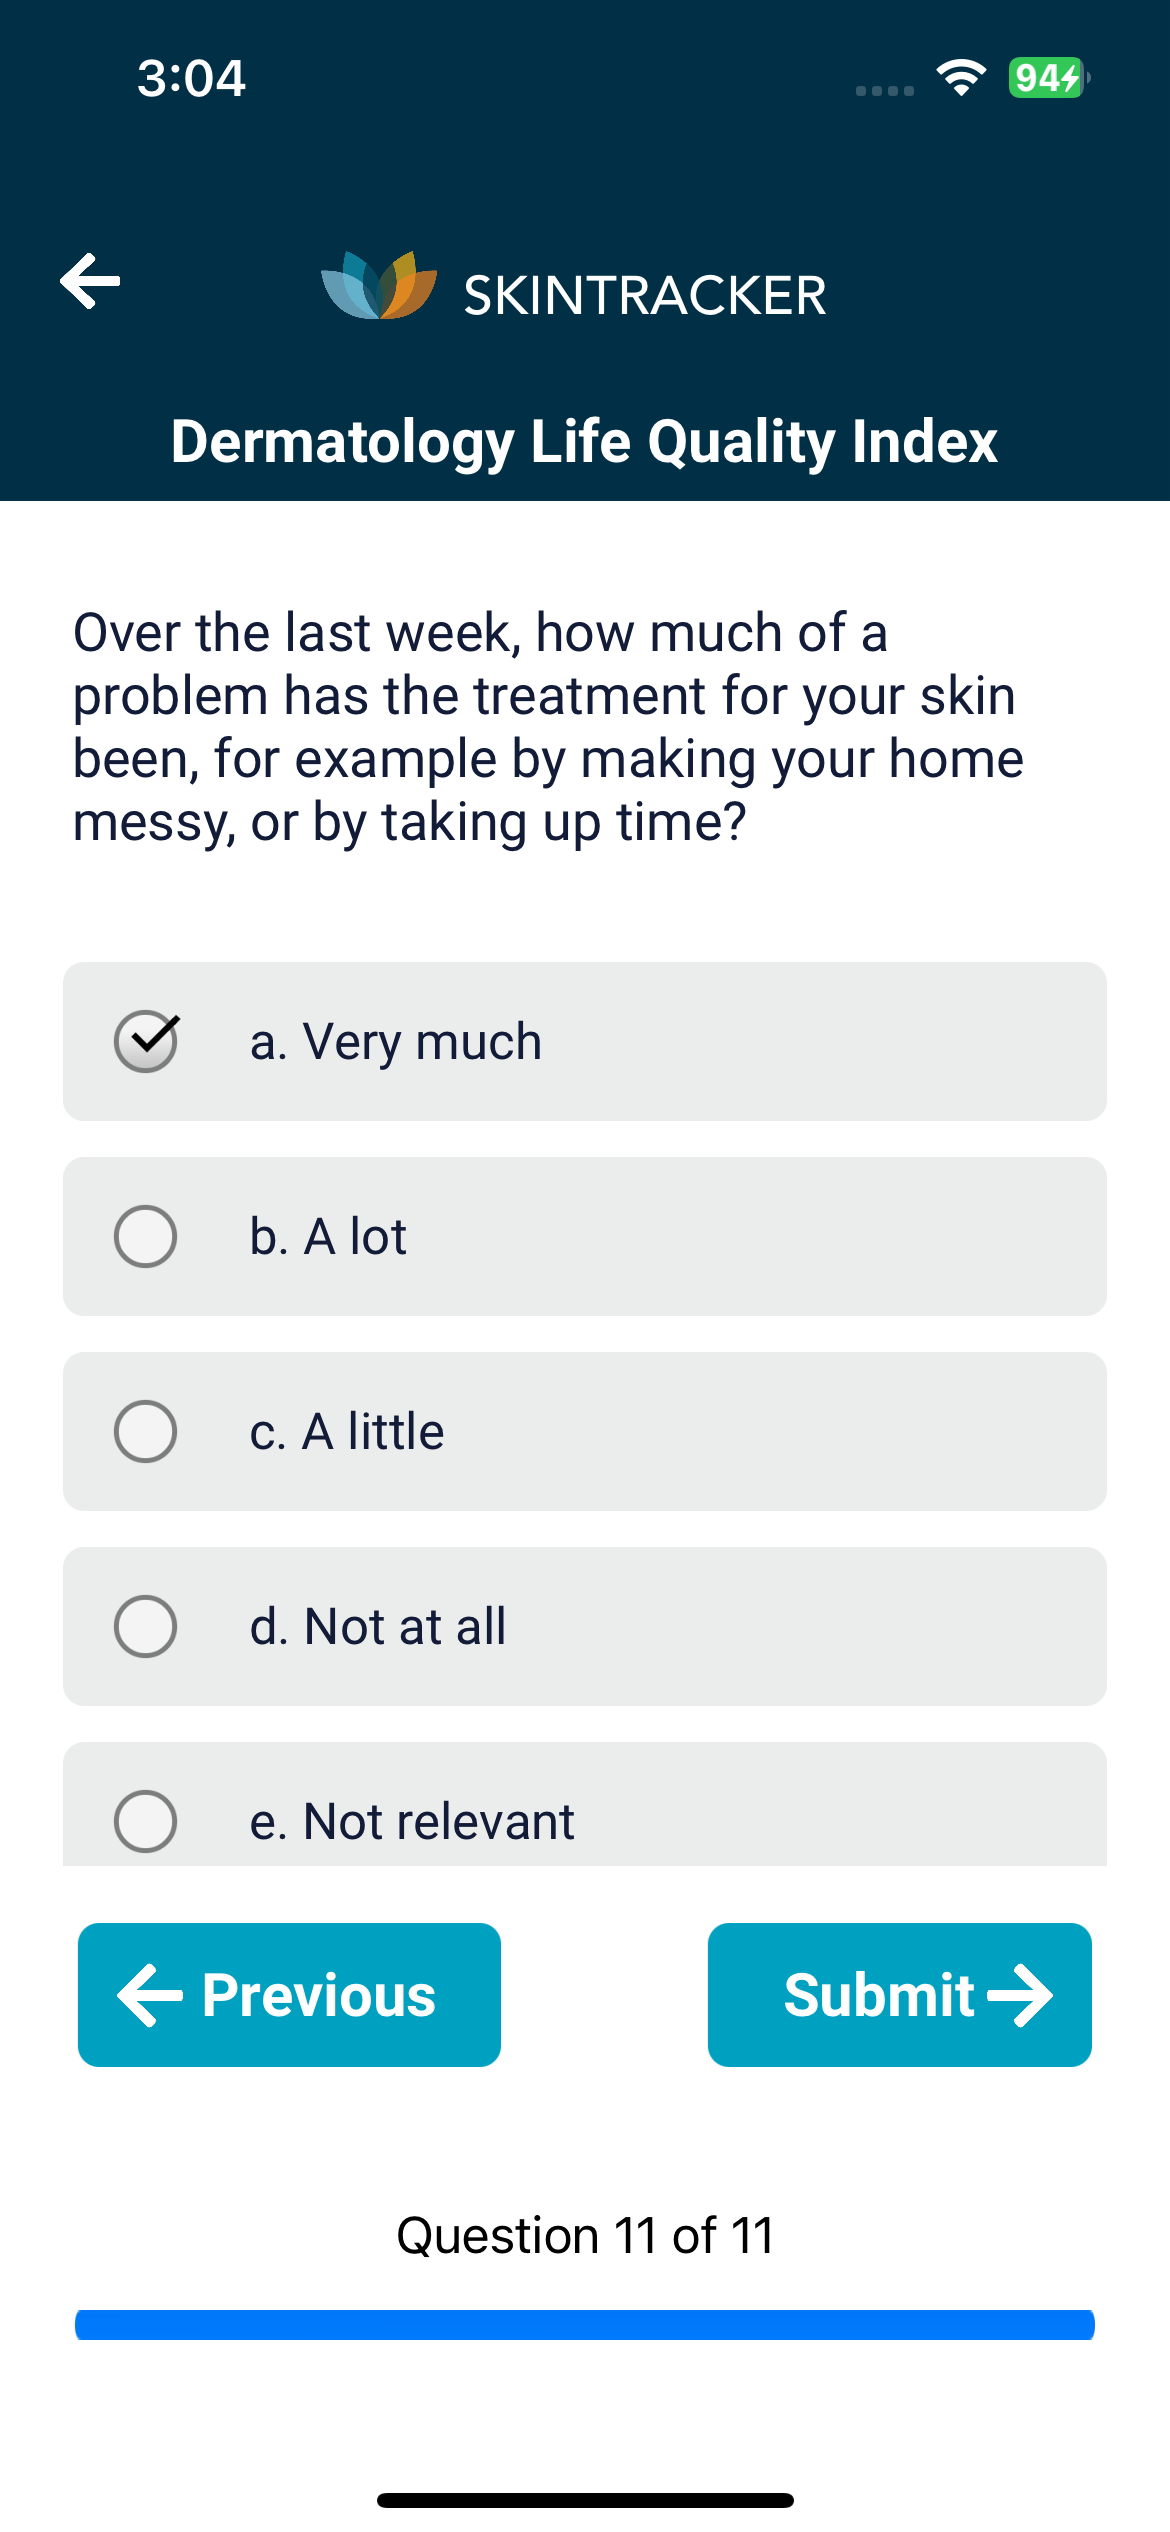 3:04
94
SKINTRACKER
Dermatology Life Quality Index
Over the last week, how much of a
problem has the treatment for your skin
been, for example by making your home
messy, or by taking up time?
a. Very much
b. A lot
c. A little
d. Not at all
e. Not relevant
Previous
Submit
Question 11 of 11